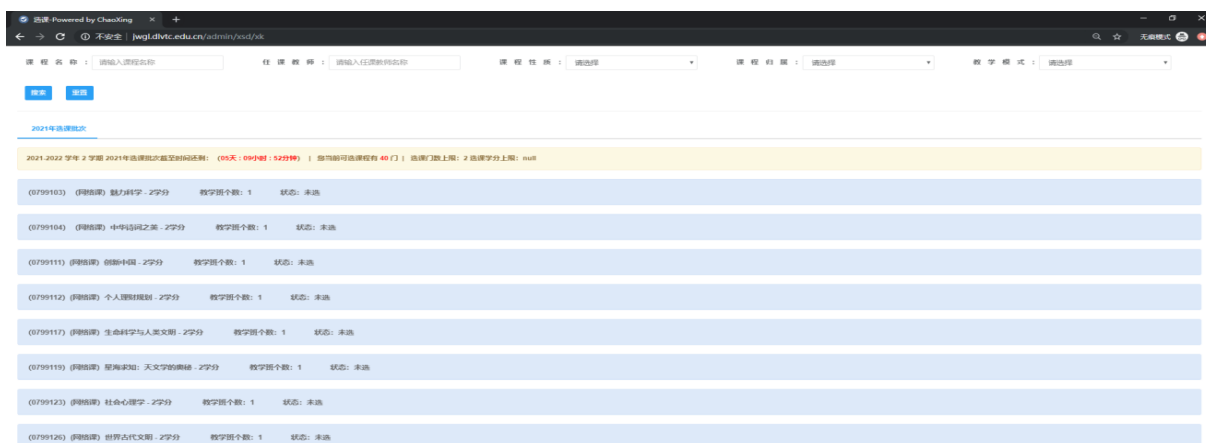 选课-Powered by ChaoXing
不安全 | jwgl.dlvtc.edu.cn/admin/xsd/xk
无痕模式
课 程 名 称 : 请输入课程名称 任 课 教 师 : 请输入任课教师名称 课 程 性 质 : 请选择 课 程 归 属 : 请选择 教 学 模 式 : 请选择
搜索 重置
2021年选课批次
2021-2022 学年 2 学期 2021年选课批次截至时间还剩: (05天 : 09小时 : 52分钟) | 您当前可选课程有 40 门 | 选课门数上限: 2 选课学分上限: null
(0799103) (网络课) 魅力科学 - 2学分 教学班个数: 1 状态: 未选
(0799104) (网络课) 中华诗词之美 - 2学分 教学班个数: 1 状态: 未选
(0799111) (网络课) 创新中国 - 2学分 教学班个数: 1 状态: 未选
(0799112) (网络课) 个人理财规划 - 2学分 教学班个数: 1 状态: 未选
(0799117) (网络课) 生命科学与人类文明 - 2学分 教学班个数: 1 状态: 未选
(0799119) (网络课) 星海求知: 天文学的奥秘 - 2学分 教学班个数: 1 状态: 未选
(0799123) (网络课) 社会心理学 - 2学分 教学班个数: 1 状态: 未选
(0799126) (网络课) 世界古代文明 - 2学分 教学班个数: 1 状态: 未选